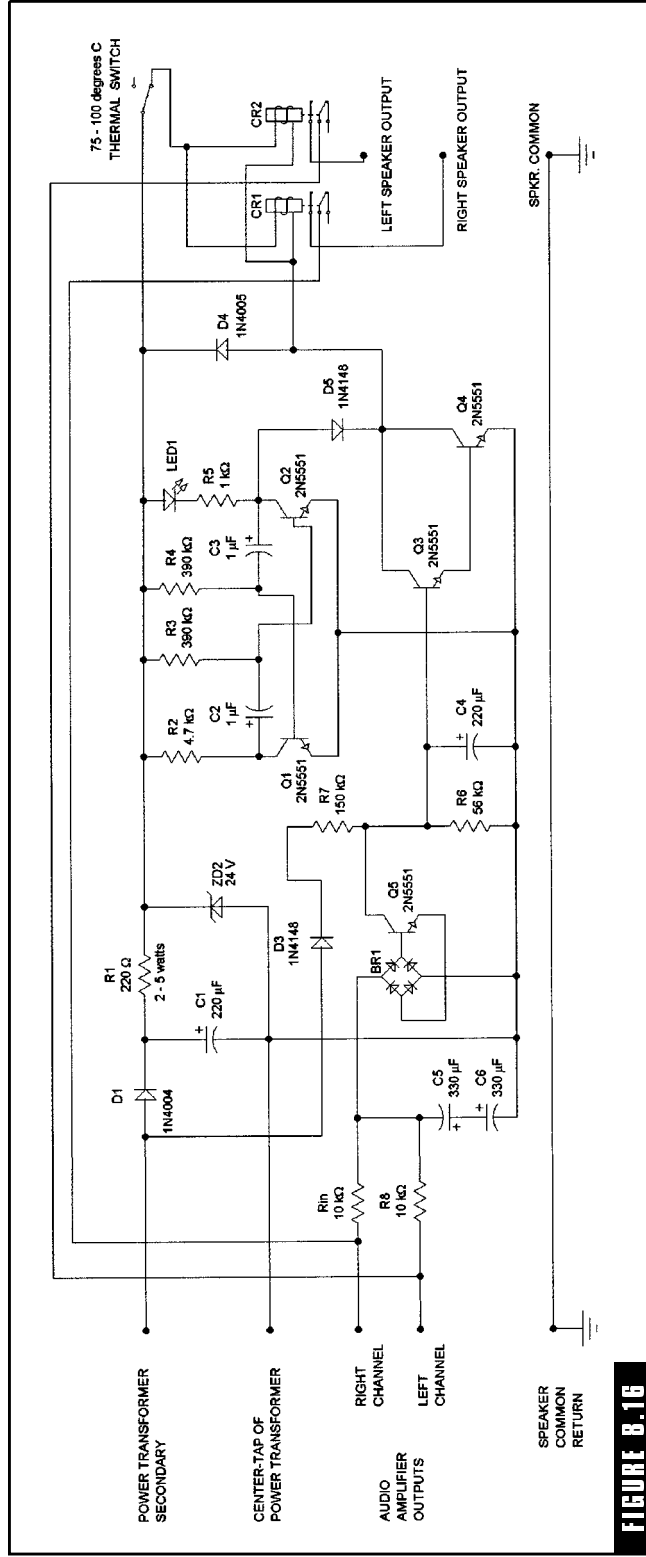 75 - 100 degrees C
THERMAL SWITCH
POWER TRANSFORMER
SECONDARY
D1
1N4004
R1
220 Ω
2 - 5 watts
C1
220 µF
ZD2
24 V
R2
4.7 kΩ
R3
390 kΩ
R4
390 kΩ
LED1
R5
1 kΩ
C2
1 µF
C3
1 µF
Q1
2N5551
Q2
2N5551
D4
1N4005
D5
1N4148
CR1
CR2
LEFT SPEAKER OUTPUT
RIGHT SPEAKER OUTPUT
CENTER-TAP OF
POWER TRANSFORMER
D3
1N4148
R7
150 kΩ
BR1
Q5
2N5551
R6
56 kΩ
C4
220 µF
Q3
2N5551
Q4
2N5551
AUDIO
AMPLIFIER
OUTPUTS
RIGHT
CHANNEL
LEFT
CHANNEL
Rin
10 kΩ
R8
10 kΩ
C5
330 µF
C6
330 µF
SPEAKER
COMMON
RETURN
SPKR. COMMON
FIGURE 8.16